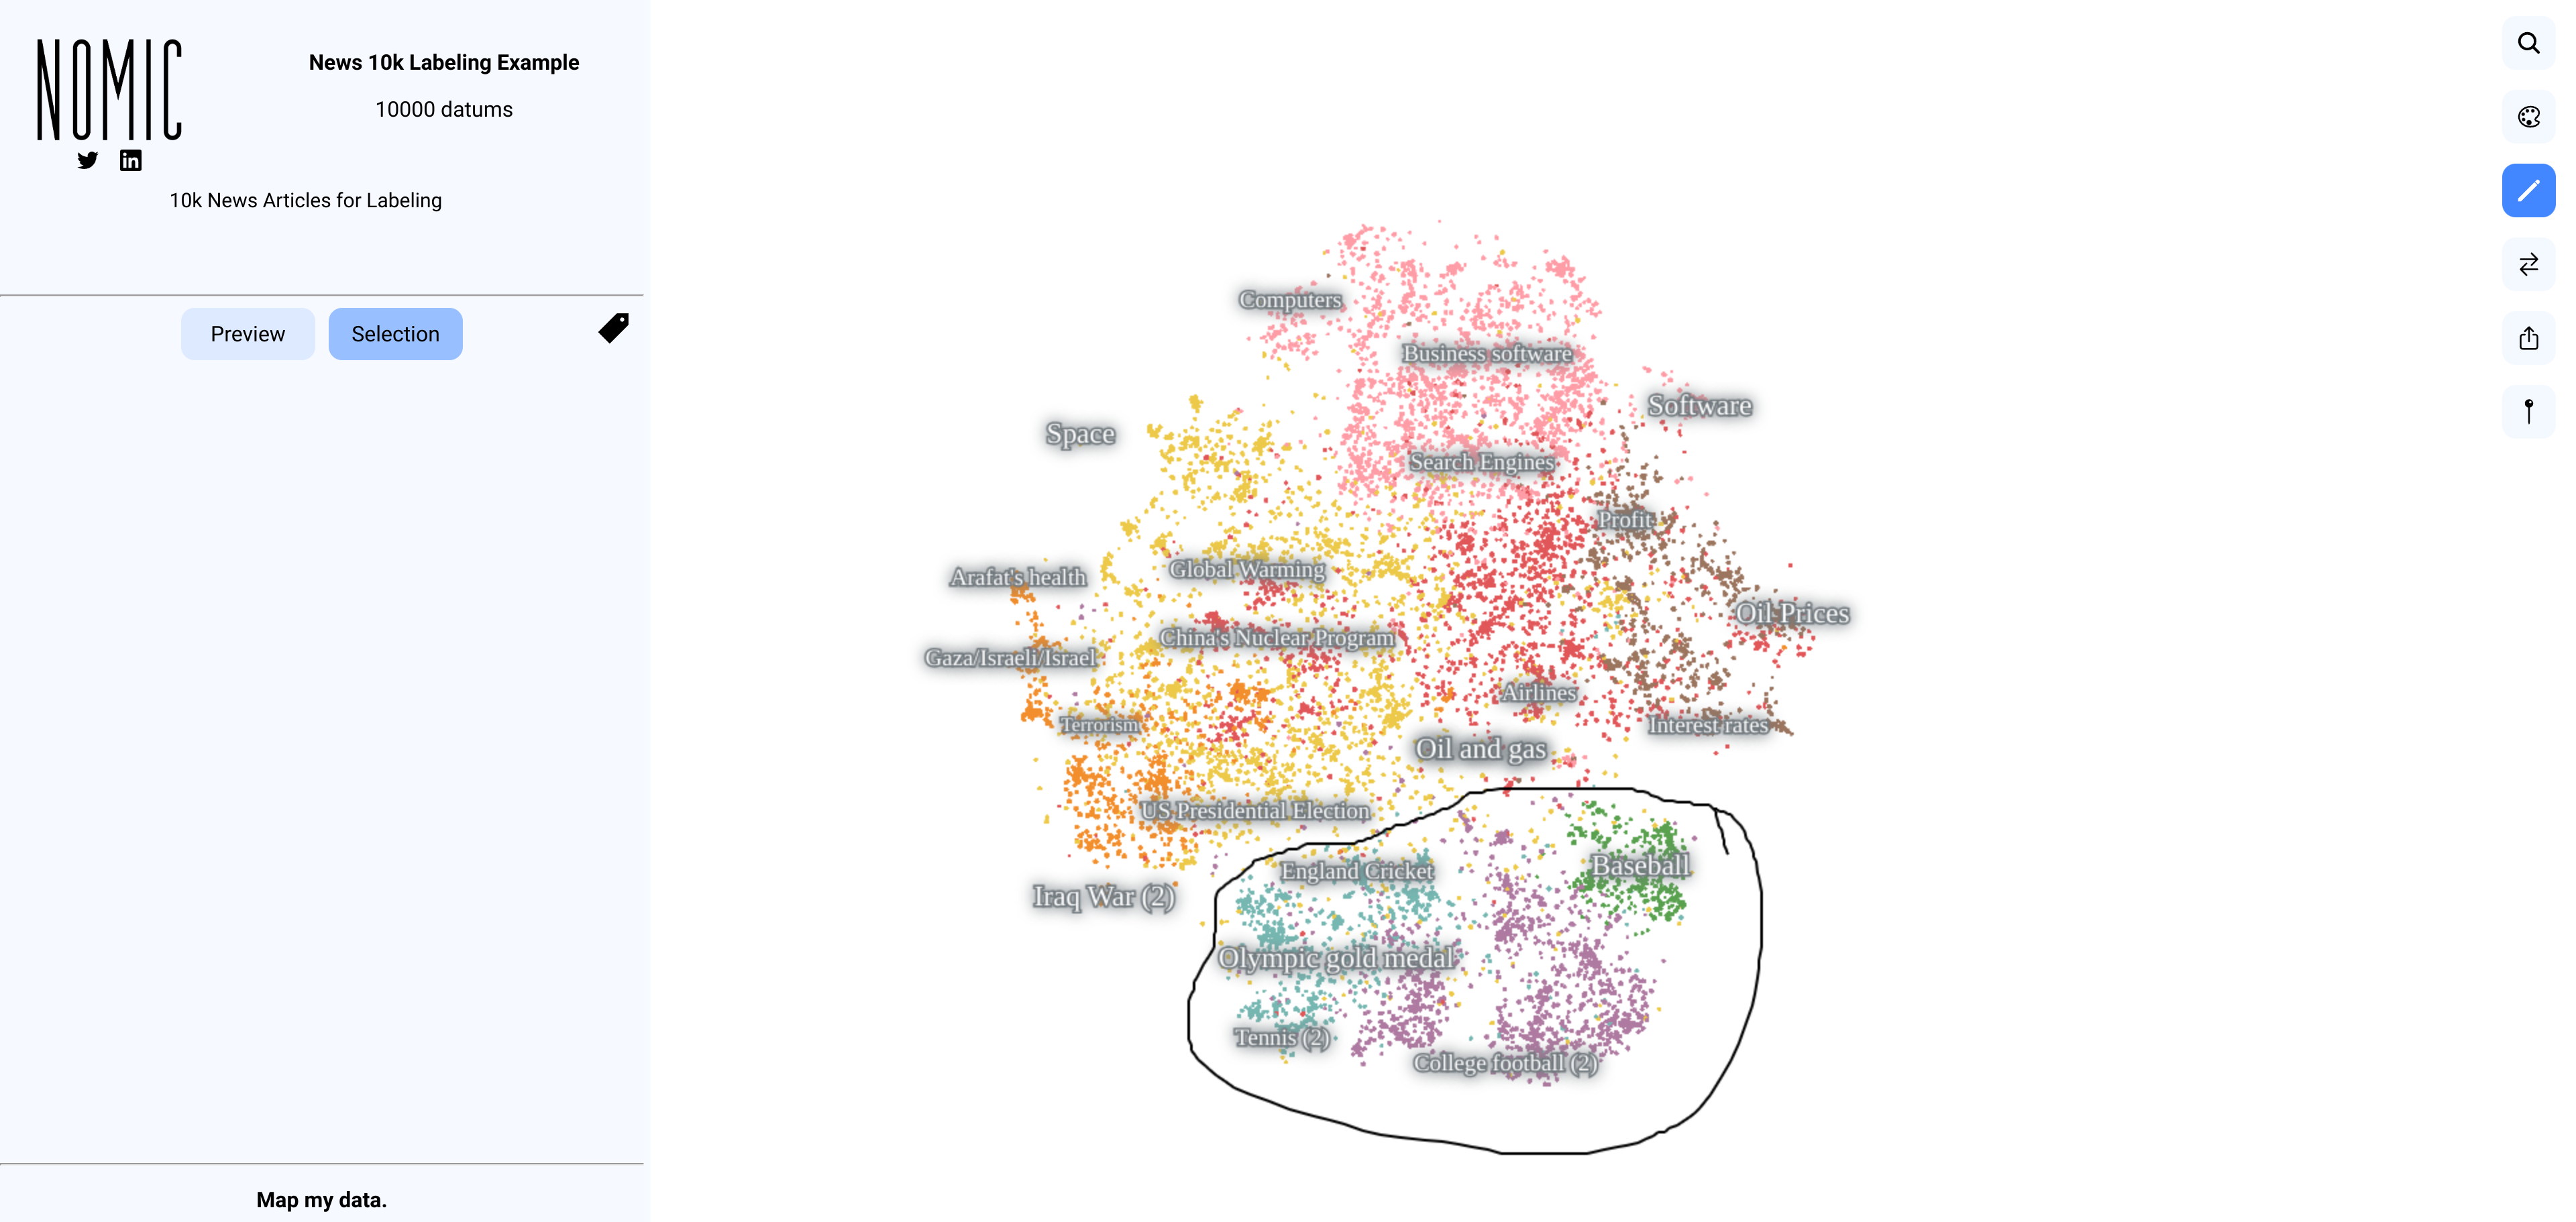 NOMIC
News 10k Labeling Example
10000 datums
10k News Articles for Labeling
Preview
Selection
Map my data.
Computers
Business software
Software
Space
Search Engines
Profit
Global Warming
Arafat's health
Oil Prices
China's Nuclear Program
Gaza/Israeli/Israel
Airlines
Terrorism
Interest rates
Oil and gas
US Presidential Election
Baseball
England Cricket
Iraq War (2)
Olympic gold medal
Tennis (2)
College football (2)